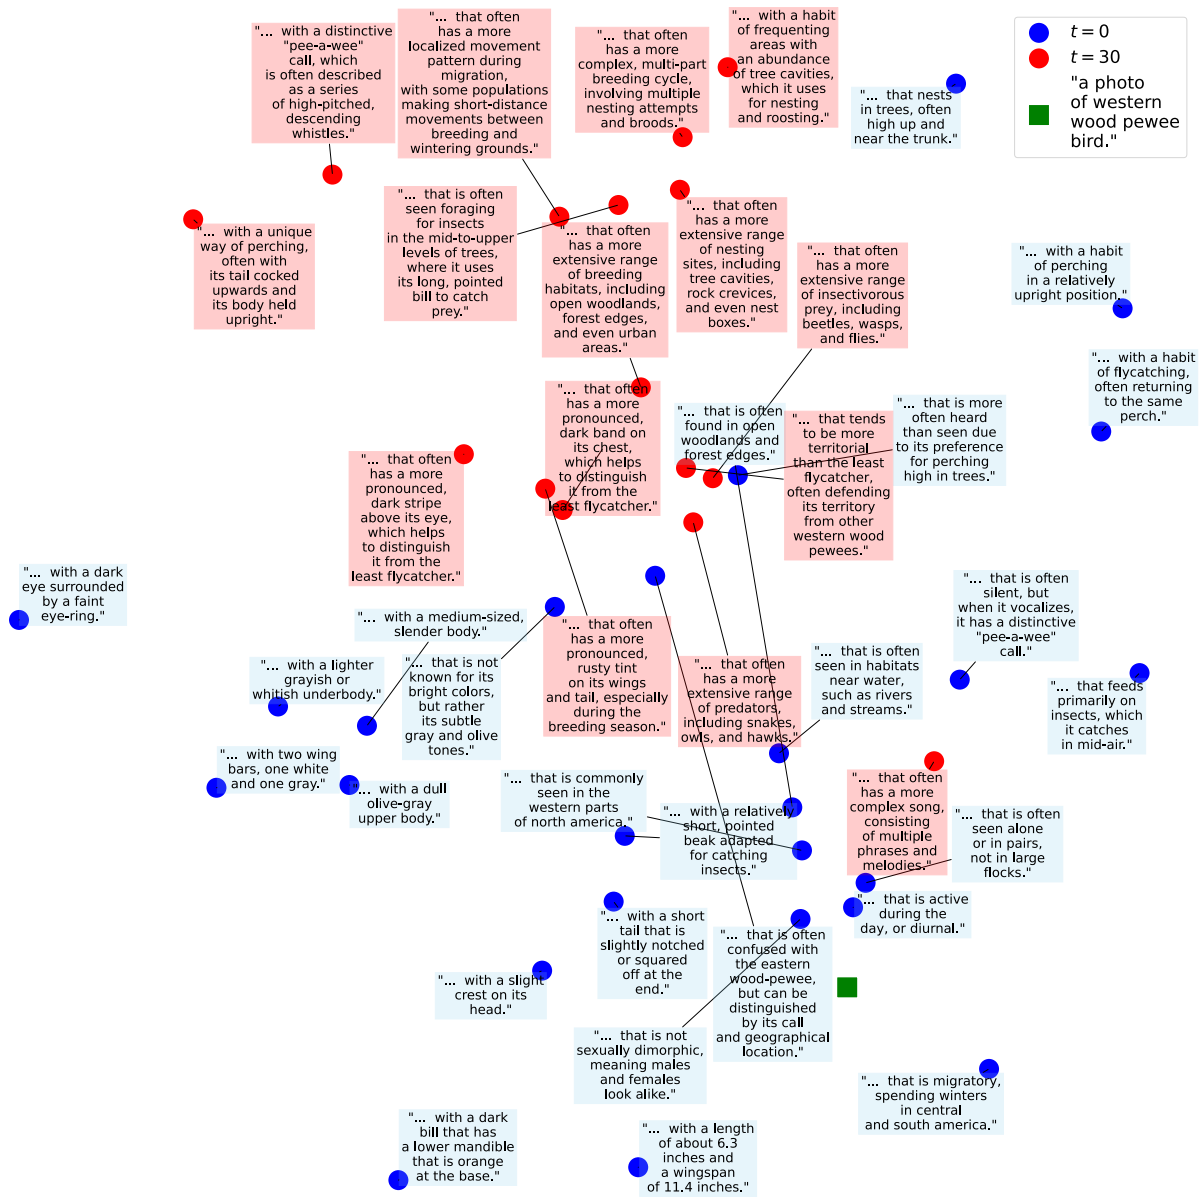 "... with a distinctive
"pee-a-wee"
call, which
is often described
as a series
of high-pitched,
descending
whistles."
"... that often
has a more
localized movement
pattern during
migration,
with some populations
making short-distance
movements between
breeding and
wintering grounds."
"... that often
has a more
complex, multi-part
breeding cycle,
involving multiple
nesting attempts
and broods."
"... with a habit
of frequenting
areas with
an abundance
of tree cavities,
which it uses
for nesting
and roosting."
"... that nests
in trees, often
high up and
near the trunk."
t = 0
t = 30
"a photo
of western
wood pewee
bird."
"... with a unique
way of perching,
often with
its tail cocked
upwards and
its body held
upright."
"... that is often
seen foraging
for insects
in the mid-to-upper
levels of trees,
where it uses
its long, pointed
bill to catch
prey."
"... that often
has a more
extensive range
of breeding
habitats, including
open woodlands,
forest edges,
and even urban
areas."
"... that often
has a more
extensive range
of nesting
sites, including
tree cavities,
rock crevices,
and even nest
boxes."
"... that often
has a more
extensive range
of insectivorous
prey, including
beetles, wasps,
and flies."
"... with a habit
of perching
in a relatively
upright position."
"... with a habit
of flycatching,
often returning
to the same
perch."
"... that often
has a more
pronounced,
dark stripe
above its eye,
which helps
to distinguish
it from the
least flycatcher."
"... that often
has a more
pronounced,
dark band on
its chest,
which helps
to distinguish
it from the
least flycatcher."
"... that is often
found in open
woodlands and
forest edges."
"... that tends
to be more
territorial
than the least
flycatcher,
often defending
its territory
from other
western wood
pewees."
"... that is more
often heard
than seen due
to its preference
for perching
high in trees."
"... with a dark
eye surrounded
by a faint
eye-ring."
"... with a medium-sized,
slender body."
"... with a lighter
grayish or
whitish underbody."
"... that is not
known for its
bright colors,
but rather
its subtle
gray and olive
tones."
"... that often
has a more
pronounced,
rusty tint
on its wings
and tail, especially
during the
breeding season."
"... that often
has a more
extensive range
of predators,
including snakes,
owls, and hawks."
"... that is often
seen in habitats
near water,
such as rivers
and streams."
"... that is often
silent, but
when it vocalizes,
it has a distinctive
"pee-a-wee"
call."
"... that feeds
primarily on
insects, which
it catches
in mid-air."
"... with two wing
bars, one white
and one gray."
"... with a dull
olive-gray
upper body."
"... that is commonly
seen in the
western parts
of north america."
"... with a relatively
short, pointed
beak adapted
for catching
insects."
"... that often
has a more
complex song,
consisting
of multiple
phrases and
melodies."
"... that is often
seen alone
or in pairs,
not in large
flocks."
"... that is active
during the
day, or diurnal."
"... with a short
tail that is
slightly notched
or squared
off at the
end."
"... that is often
confused with
the eastern
wood-pewee,
but can be
distinguished
by its call
and geographical
location."
"... with a slight
crest on its
head."
"... that is not
sexually dimorphic,
meaning males
and females
look alike."
"... that is migratory,
spending winters
in central
and south america."
"... with a dark
bill that has
a lower mandible
that is orange
at the base."
"... with a length
of about 6.3
inches and
a wingspan
of 11.4 inches."